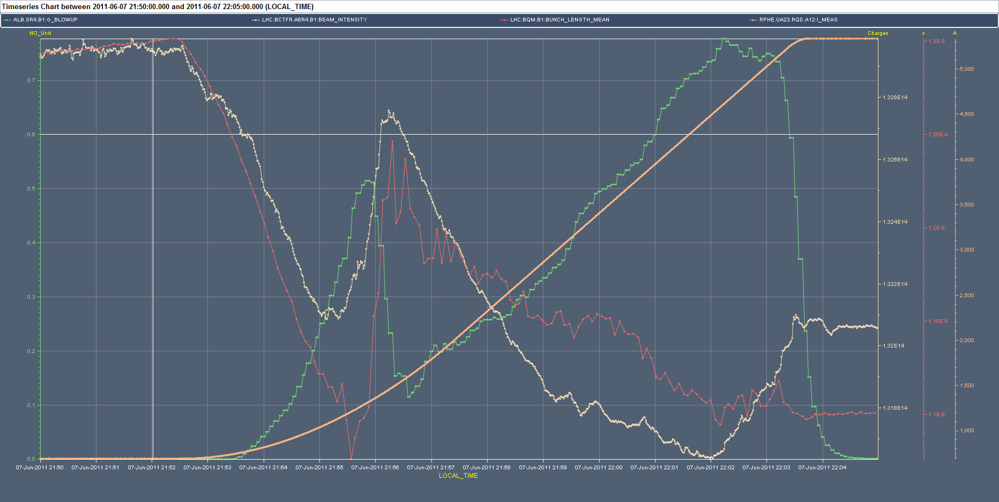 Timeseries Chart between 2011-06-07 21:50:00.000 and 2011-06-07 22:05:00.000 (LOCAL_TIME)
ALB.SR4.B1:G_BLOWUP LHC.BCTFR.A6R4.B1:BEAM_INTENSITY LHC.BQM.B1:BUNCH_LENGTH_MEAN RPHE.UA23.RQD.A12:I_MEAS
NO_Unit Charges s A
1.3E-9
5,000
0.7
1.328E14
4,500
0.6 1.25E-9
1.326E14 4,000
0.5
3,500
1.324E14
1.2E-9
0.4
3,000
1.322E14
0.3 2,500
1.15E-9
2,000
0.2
1.32E14
1,500
0.1
1.318E14
1.1E-9
1,000
0.0
07-Jun-2011 21:50 07-Jun-2011 21:51 07-Jun-2011 21:52 07-Jun-2011 21:53 07-Jun-2011 21:54 07-Jun-2011 21:55 07-Jun-2011 21:56 07-Jun-2011 21:57 07-Jun-2011 21:58 07-Jun-2011 21:59 07-Jun-2011 22:00 07-Jun-2011 22:01 07-Jun-2011 22:02 07-Jun-2011 22:03 07-Jun-2011 22:04
LOCAL_TIME